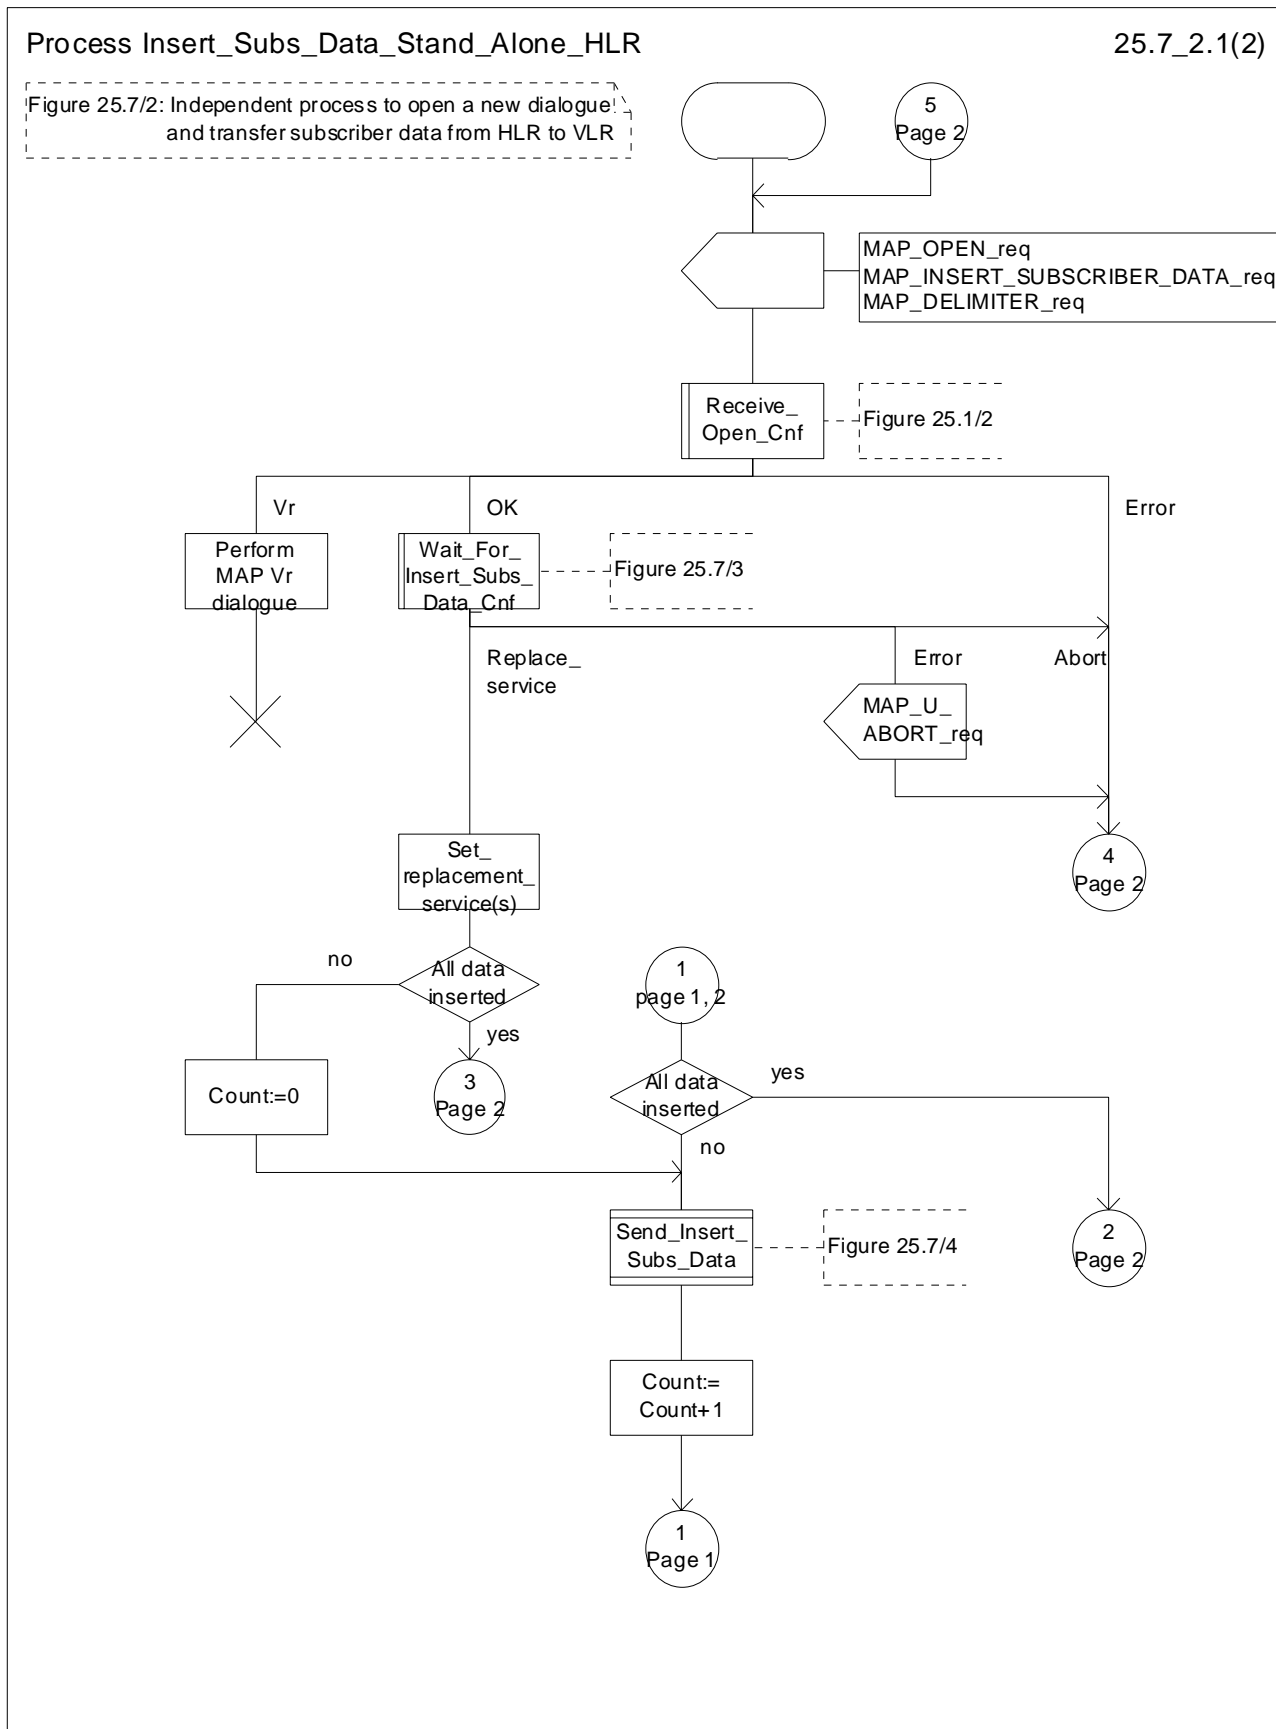 Process Insert_Subs_Data_Stand_Alone_HLR
25.7_2.1(2)
Figure 25.7/2: Independent process to open a new dialogue
and transfer subscriber data from HLR to VLR
5
Page 2
MAP_OPEN_req
MAP_INSERT_SUBSCRIBER_DATA_req
MAP_DELIMITER_req
Receive_
Open_Cnf
Figure 25.1/2
Vr
OK
Error
Perform
MAP Vr
dialogue
Wait_For_
Insert_Subs_
Data_Cnf
Figure 25.7/3
Replace_
service
Error
Abort
MAP_U_
ABORT_req
Set_
replacement_
service(s)
4
Page 2
no
All data
inserted
yes
1
page 1, 2
Count:=0
3
Page 2
All data
inserted
yes
no
Send_Insert_
Subs_Data
Figure 25.7/4
2
Page 2
Count:=
Count+1
1
Page 1